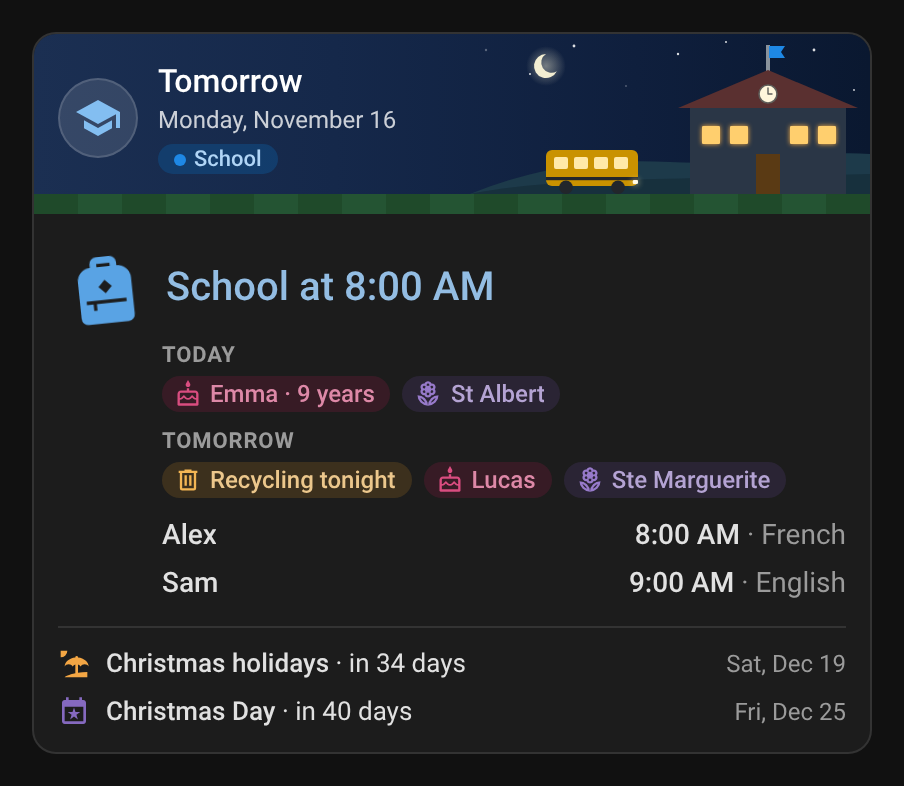 Tomorrow
Monday, November 16
School
School at 8:00 AM
TODAY
Emma · 9 years
St Albert
TOMORROW
Recycling tonight
Lucas
Ste Marguerite
Alex 8:00 AM · French
Sam 9:00 AM · English
Christmas holidays · in 34 days Sat, Dec 19
Christmas Day · in 40 days Fri, Dec 25